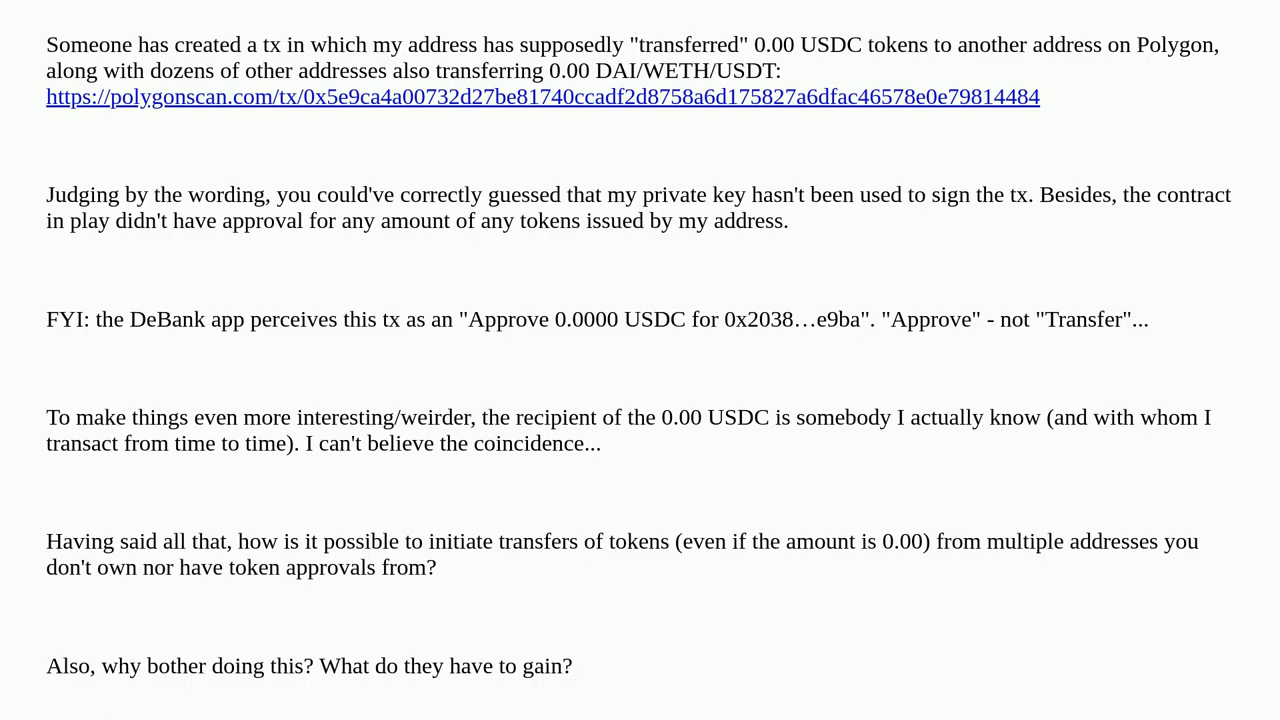 Someone has created a tx in which my address has supposedly "transferred" 0.00 USDC tokens to another address on Polygon,
along with dozens of other addresses also transferring 0.00 DAI/WETH/USDT:
https://polygonscan.com/tx/0x5e9ca4a00732d27be81740ccadf2d8758a6d175827a6dfac46578e0e79814484
Judging by the wording, you could've correctly guessed that my private key hasn't been used to sign the tx. Besides, the contract
in play didn't have approval for any amount of any tokens issued by my address.
FYI: the DeBank app perceives this tx as an "Approve 0.0000 USDC for 0x2038…e9ba". "Approve" - not "Transfer"...
To make things even more interesting/weirder, the recipient of the 0.00 USDC is somebody I actually know (and with whom I
transact from time to time). I can't believe the coincidence...
Having said all that, how is it possible to initiate transfers of tokens (even if the amount is 0.00) from multiple addresses you
don't own nor have token approvals from?
Also, why bother doing this? What do they have to gain?